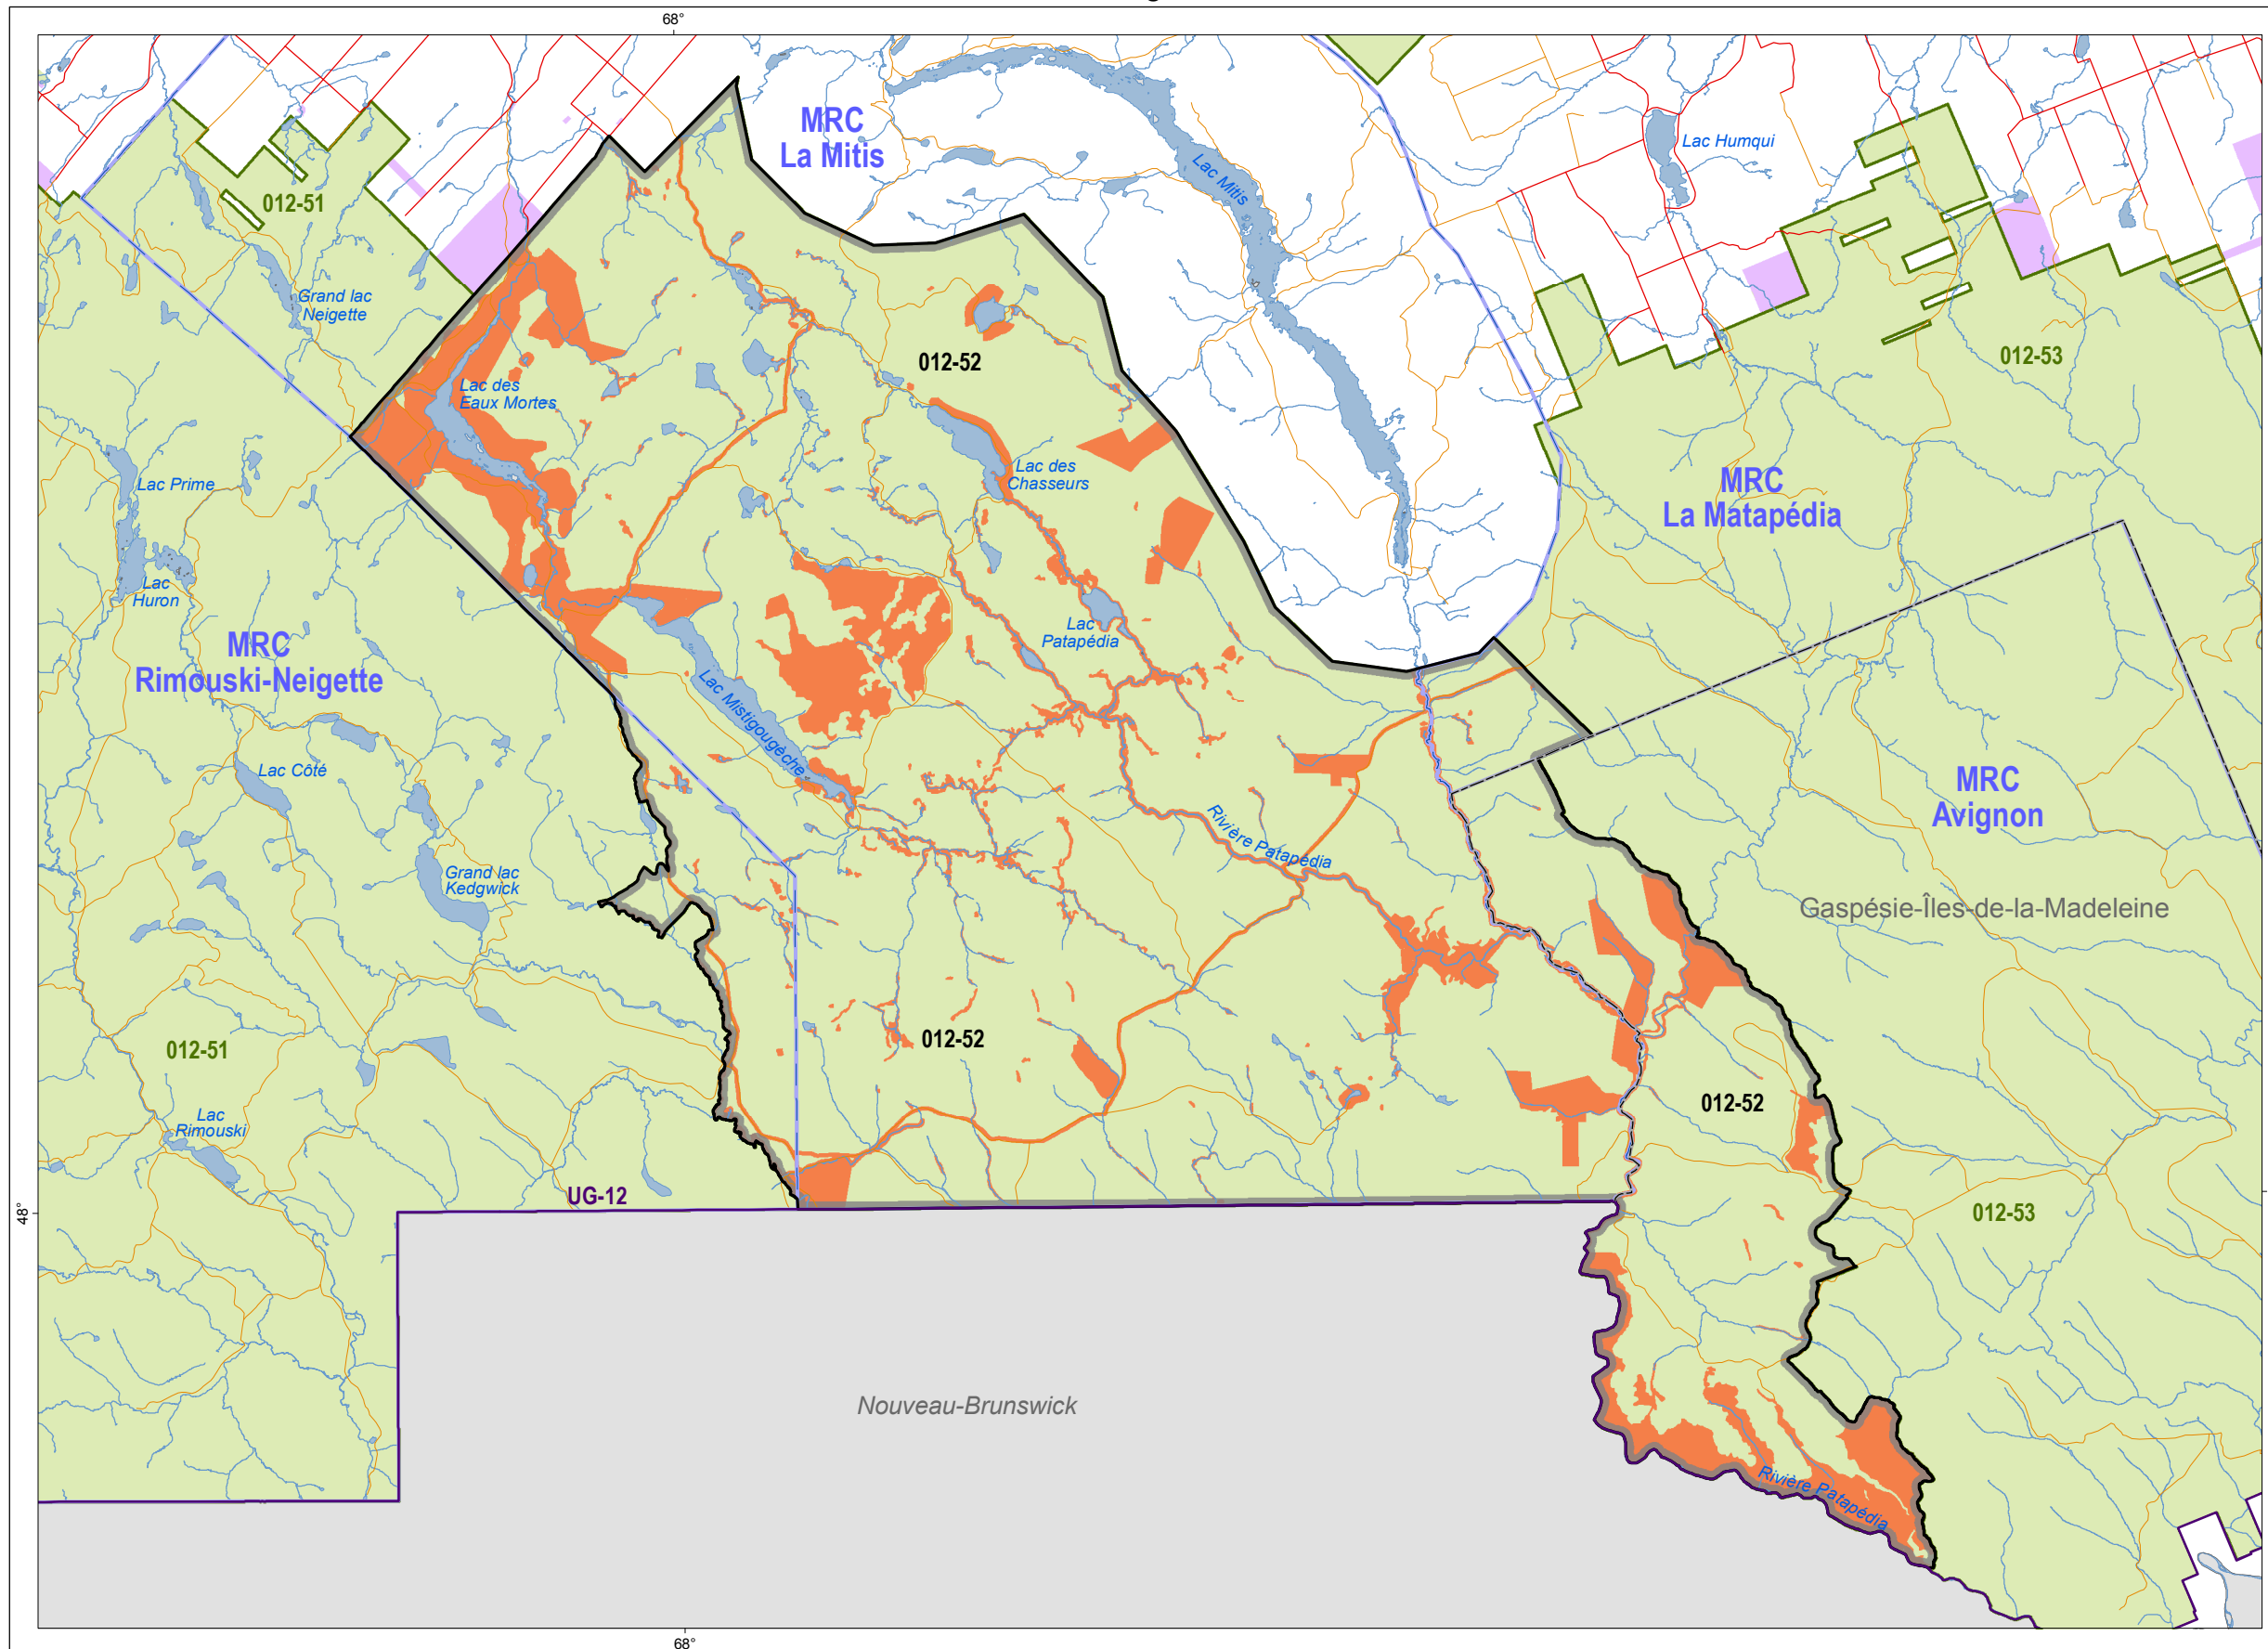 68°
MRC
La Mitis
Lac Humqui
Lac Mitis
012-51
Grand lac
Neigette
012-52
012-53
Lac des
Eaux Mortes
Lac des
Chasseurs
Lac Prime
MRC
La Matapédia
Lac
Huron
Lac
Patapédia
MRC
Rimouski-Neigette
Lac Mistigougèche
Lac Côté
MRC
Avignon
Rivière Patapédia
Grand lac
Kedgwick
Gaspésie-Îles-de-la-Madeleine
012-51
012-52
012-52
Lac
Rimouski
UG-12
48°
012-53
Nouveau-Brunswick
Rivière Patapédia
68°